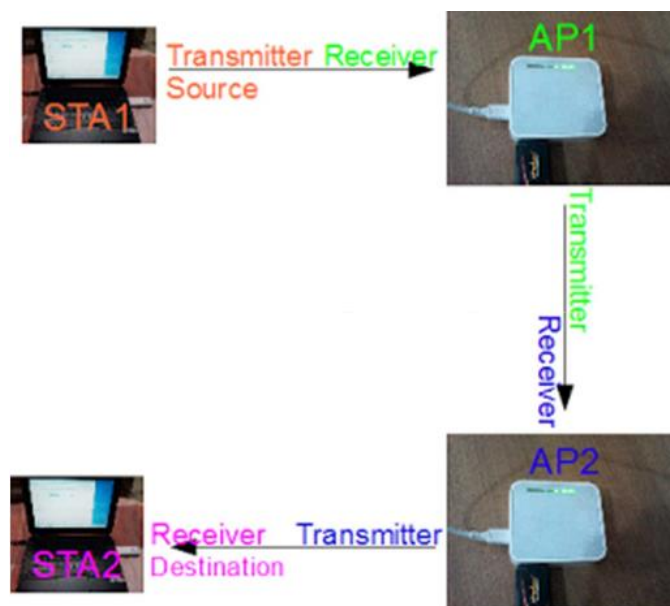 AP1
Transmitter Receiver
Source
STA1
Transmitter
Receiver
AP2
Receiver Transmitter
Destination
STA2